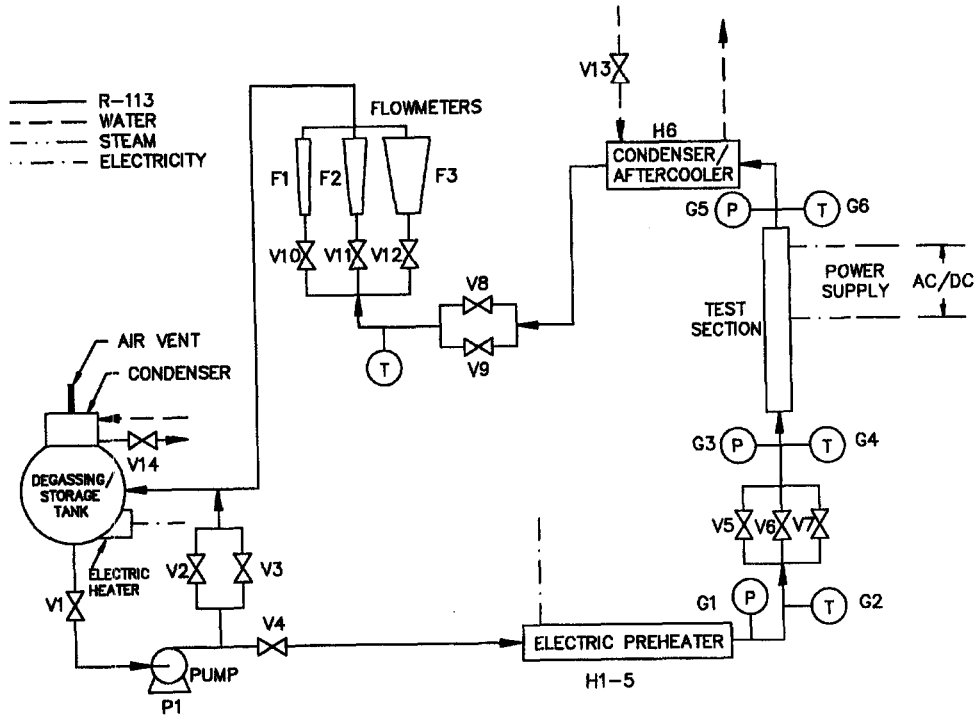 R-113
WATER
STEAM
ELECTRICITY
FLOWMETERS
F1
F2
F3
V10
V11
V12
V13
H6
CONDENSER/
AFTERCOOLER
G5
P
T
G6
POWER
SUPPLY
AC/DC
TEST
SECTION
V8
V9
T
AIR VENT
CONDENSER
V14
DEGASSING/
STORAGE
TANK
ELECTRIC
HEATER
V1
V2
V3
V4
PUMP
P1
G3
P
T
G4
V5
V6
V7
G1
P
T
G2
ELECTRIC PREHEATER
H1-5